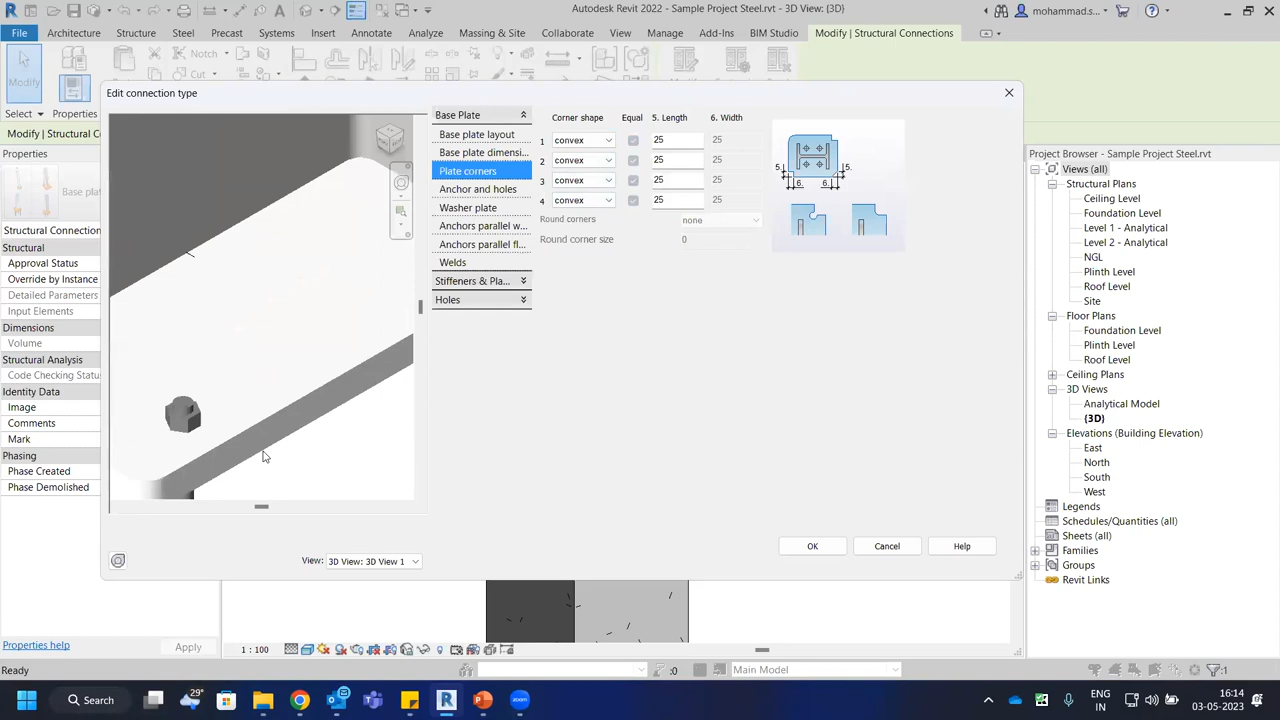 Autodesk Revit 2022 - Sample Project Steel.rvt - 3D View: {3D}
mohammad.s...
File Architecture Structure Steel Precast Systems Insert Annotate Analyze Massing & Site Collaborate View Manage Add-Ins BIM Studio Modify | Structural Connections
Modify
Notch
Cut
Select Properties
Edit connection type
Modify | Structural C
Properties
Base plat
Structural Connection
Structural
Approval Status
Override by Instance
Detailed Parameters
Input Elements
Dimensions
Volume
Structural Analysis
Code Checking Status
Identity Data
Image
Comments
Mark
Phasing
Phase Created
Phase Demolished
Properties help
Apply
Base Plate
Base plate layout
Base plate dimensi...
Plate corners
Anchor and holes
Washer plate
Anchors parallel w...
Anchors parallel fl...
Welds
Stiffeners & Pla...
Holes
Corner shape Equal 5. Length 6. Width
1 convex 25 25
2 convex 25 25
3 convex 25 25
4 convex 25 25
Round corners none
Round corner size 0
5. 5.
6. 6.
View: 3D View: 3D View 1
OK Cancel Help
Project Browser - Sample Project Steel.rvt
Views (all)
Structural Plans
Ceiling Level
Foundation Level
Level 1 - Analytical
Level 2 - Analytical
NGL
Plinth Level
Roof Level
Site
Floor Plans
Foundation Level
Plinth Level
Roof Level
Ceiling Plans
3D Views
Analytical Model
{3D}
Elevations (Building Elevation)
East
North
South
West
Legends
Schedules/Quantities (all)
Sheets (all)
Families
Groups
Revit Links
1 : 100
Ready
:0
Main Model
:1
Search
29°
ENG
IN
16:14
03-05-2023